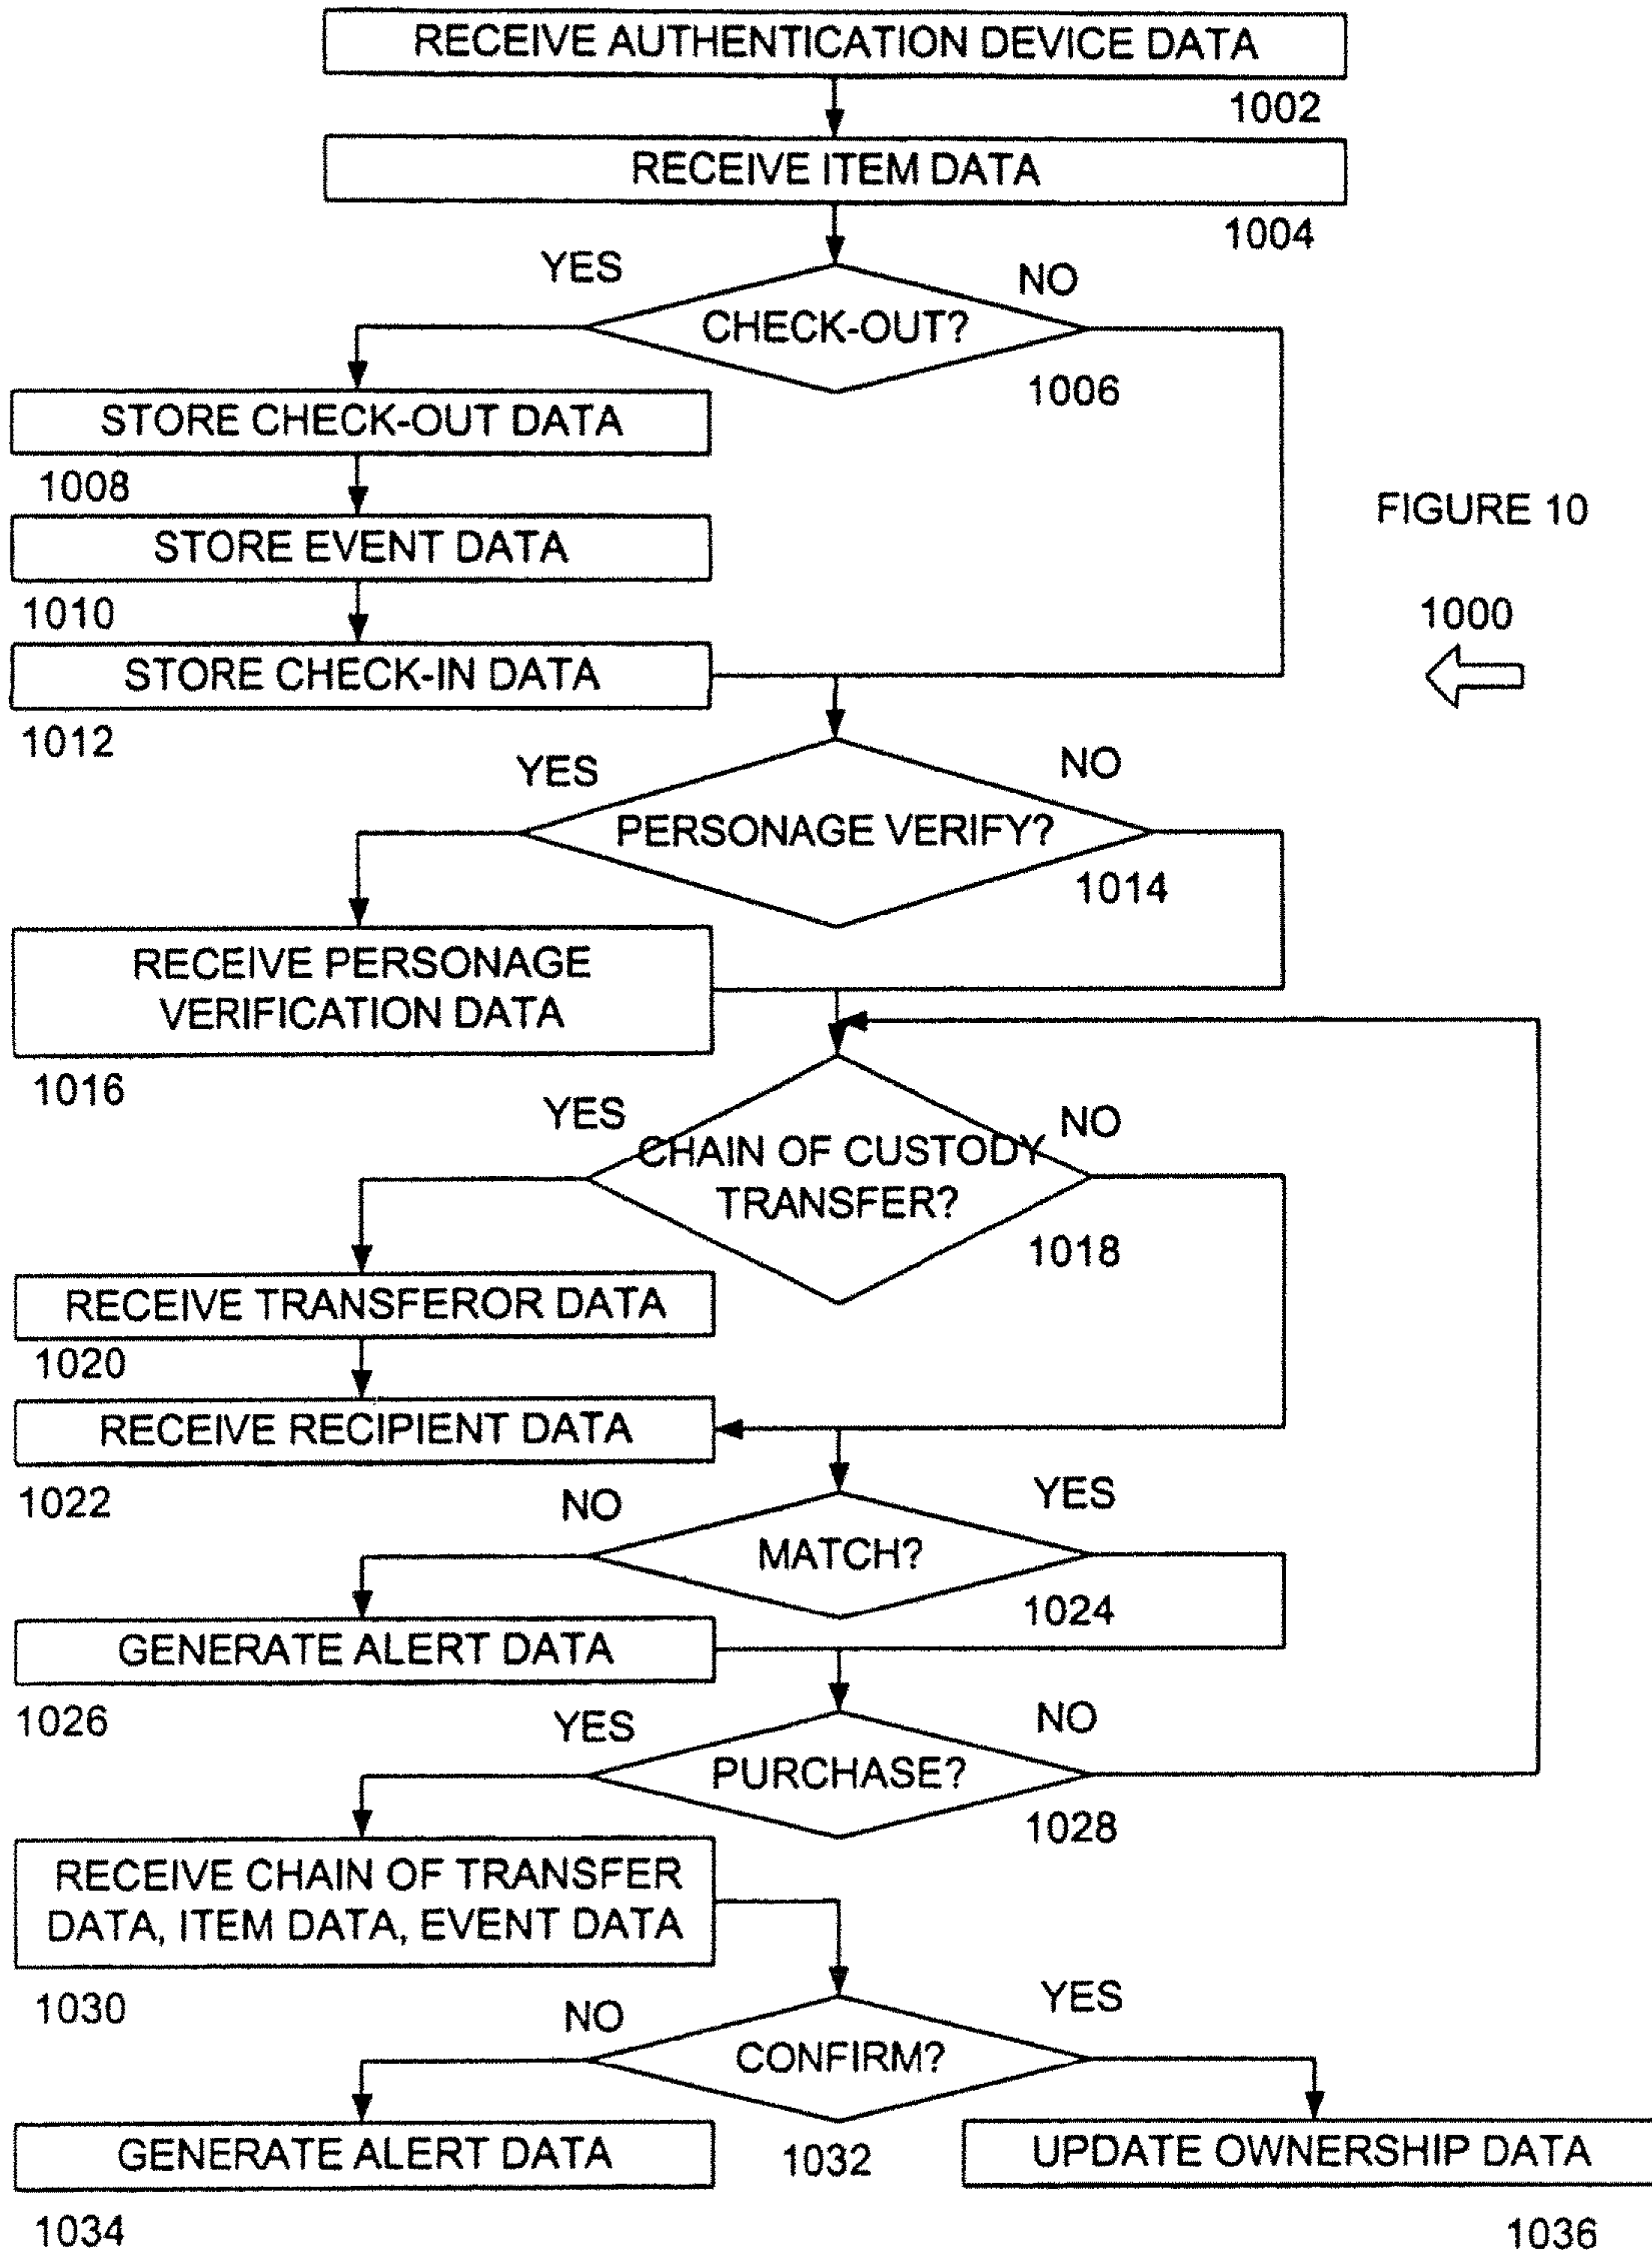 RECEIVE AUTHENTICATION DEVICE DATA
1002
RECEIVE ITEM DATA
1004
YES
NO
CHECK-OUT?
1006
STORE CHECK-OUT DATA
1008
STORE EVENT DATA
1010
STORE CHECK-IN DATA
1012
FIGURE 10
1000
YES
NO
PERSONAGE VERIFY?
1014
RECEIVE PERSONAGE
VERIFICATION DATA
1016
YES
NO
CHAIN OF CUSTODY
TRANSFER?
1018
RECEIVE TRANSFEROR DATA
1020
RECEIVE RECIPIENT DATA
1022
NO
YES
MATCH?
1024
GENERATE ALERT DATA
1026
YES
NO
PURCHASE?
1028
RECEIVE CHAIN OF TRANSFER
DATA, ITEM DATA, EVENT DATA
1030
NO
YES
CONFIRM?
1032
GENERATE ALERT DATA
1034
UPDATE OWNERSHIP DATA
1036